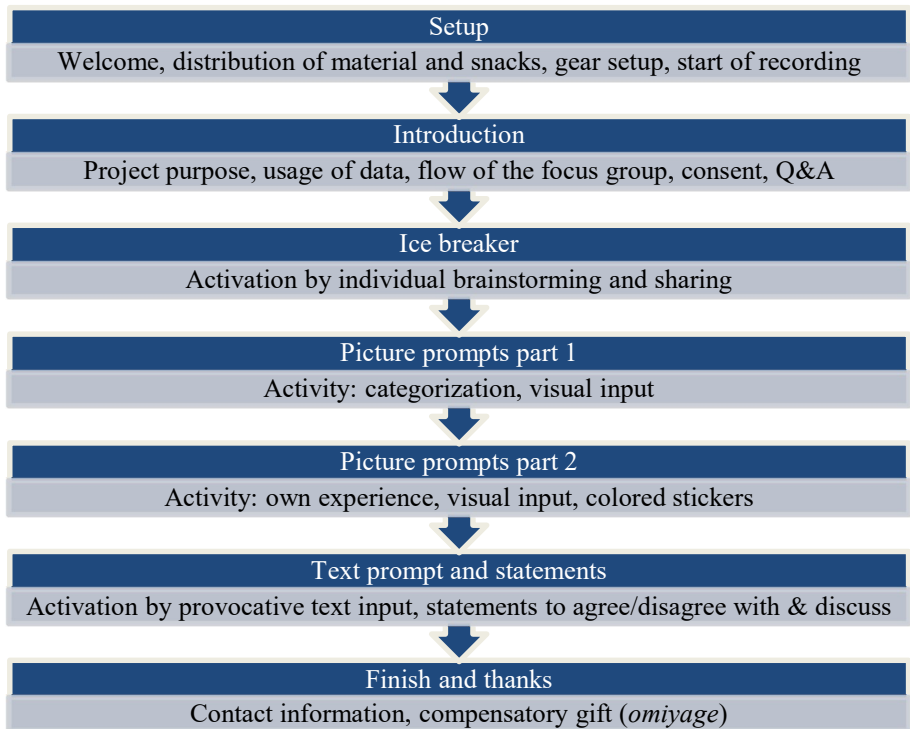 Setup
Welcome, distribution of material and snacks, gear setup, start of recording
Introduction
Project purpose, usage of data, flow of the focus group, consent, Q&A
Ice breaker
Activation by individual brainstorming and sharing
Picture prompts part 1
Activity: categorization, visual input
Picture prompts part 2
Activity: own experience, visual input, colored stickers
Text prompt and statements
Activation by provocative text input, statements to agree/disagree with & discuss
Finish and thanks
Contact information, compensatory gift (omiyage)